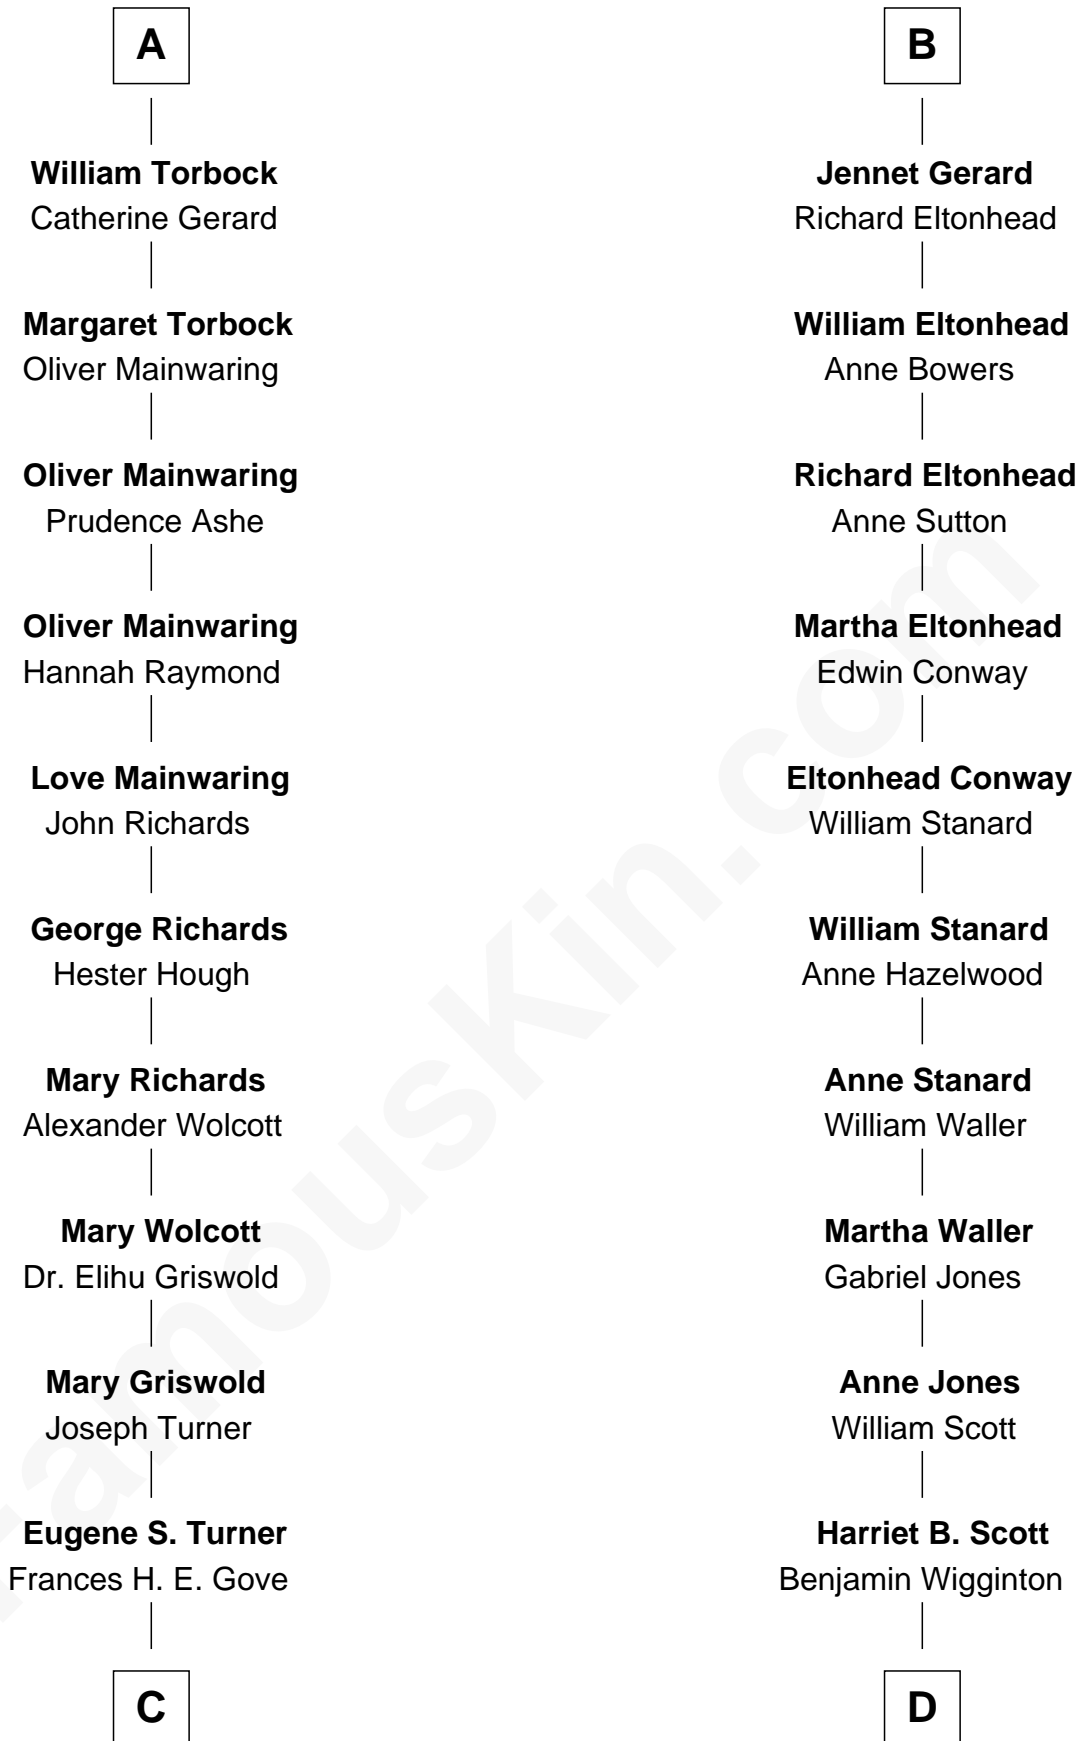 A
William Torbock
Catherine Gerard
Margaret Torbock
Oliver Mainwaring
Oliver Mainwaring
Prudence Ashe
Oliver Mainwaring
Hannah Raymond
Love Mainwaring
John Richards
George Richards
Hester Hough
Mary Richards
Alexander Wolcott
Mary Wolcott
Dr. Elihu Griswold
Mary Griswold
Joseph Turner
Eugene S. Turner
Frances H. E. Gove
C
B
Jennet Gerard
Richard Eltonhead
William Eltonhead
Anne Bowers
Richard Eltonhead
Anne Sutton
Martha Eltonhead
Edwin Conway
Eltonhead Conway
William Stanard
William Stanard
Anne Hazelwood
Anne Stanard
William Waller
Martha Waller
Gabriel Jones
Anne Jones
William Scott
Harriet B. Scott
Benjamin Wigginton
D
FamousKin.com